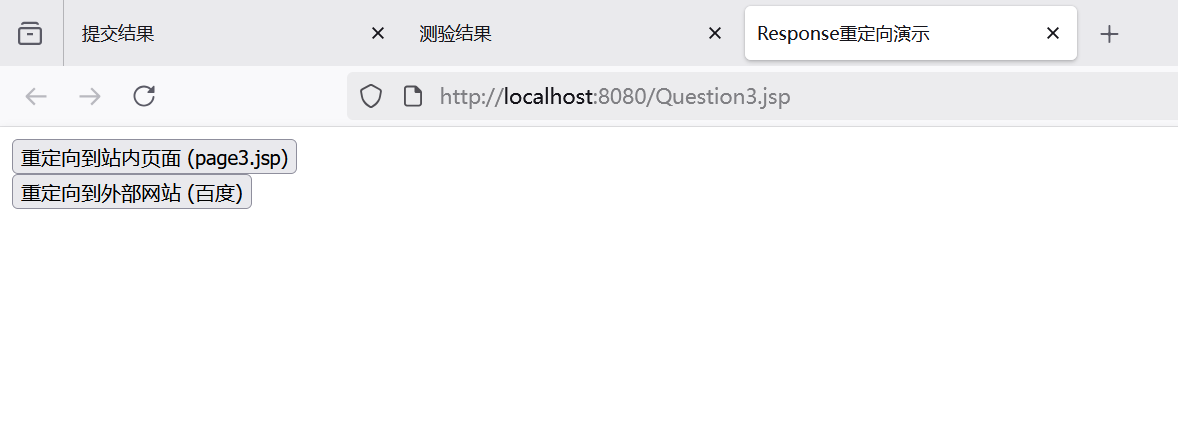 提交结果
测验结果
Response重定向演示
http://localhost:8080/Question3.jsp
重定向到站内页面 (page3.jsp)
重定向到外部网站 (百度)